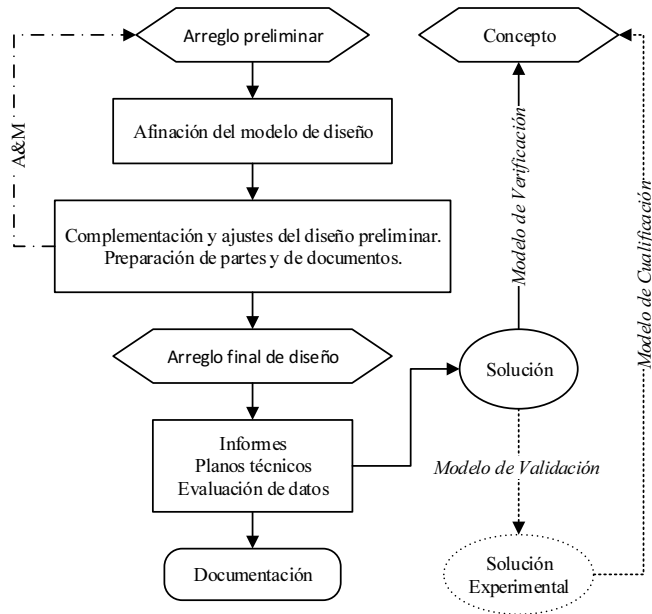 Arreglo preliminar
Concepto
A&M
Afinación del modelo de diseño
Complementación y ajustes del diseño preliminar.
Preparación de partes y de documentos.
Modelo de Verificación
Modelo de Cualificación
Arreglo final de diseño
Solución
Informes
Planos técnicos
Evaluación de datos
Modelo de Validación
Documentación
Solución
Experimental